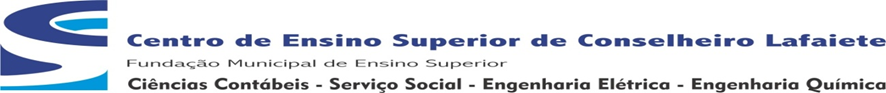 Centro de Ensino Superior de Conselheiro Lafaiete
Fundação Municipal de Ensino Superior
Ciências Contábeis - Serviço Social - Engenharia Elétrica - Engenharia Química